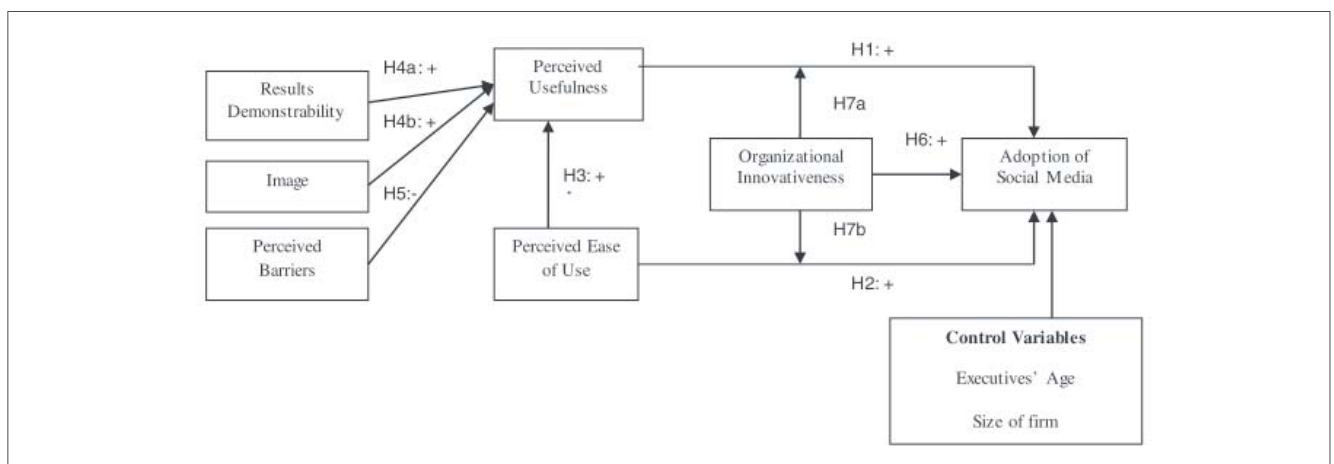 H1: +
H4a: +
Perceived
Usefulness
Results
Demonstrability
H7a
H4b: +
H6: +
Organizational
Innovativeness
Adoption of
Social Media
Image
H3: +
H5:-
H7b
Perceived
Barriers
Perceived Ease
of Use
H2: +
Control Variables
Executives' Age
Size of firm